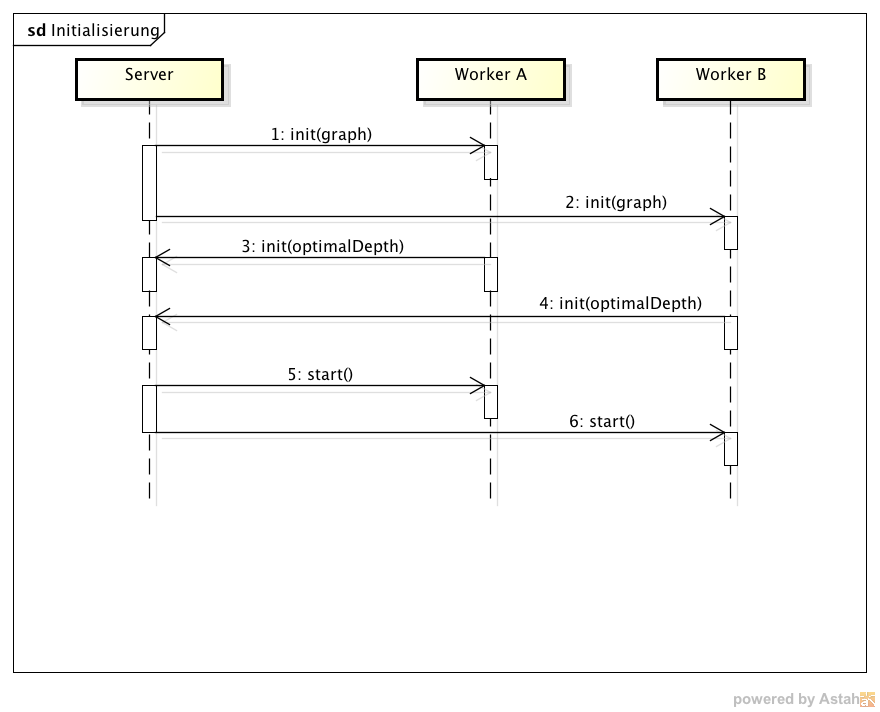 sd Initialisierung
Server
Worker A
Worker B
1: init(graph)
2: init(graph)
3: init(optimalDepth)
4: init(optimalDepth)
5: start()
6: start()
powered by Astah